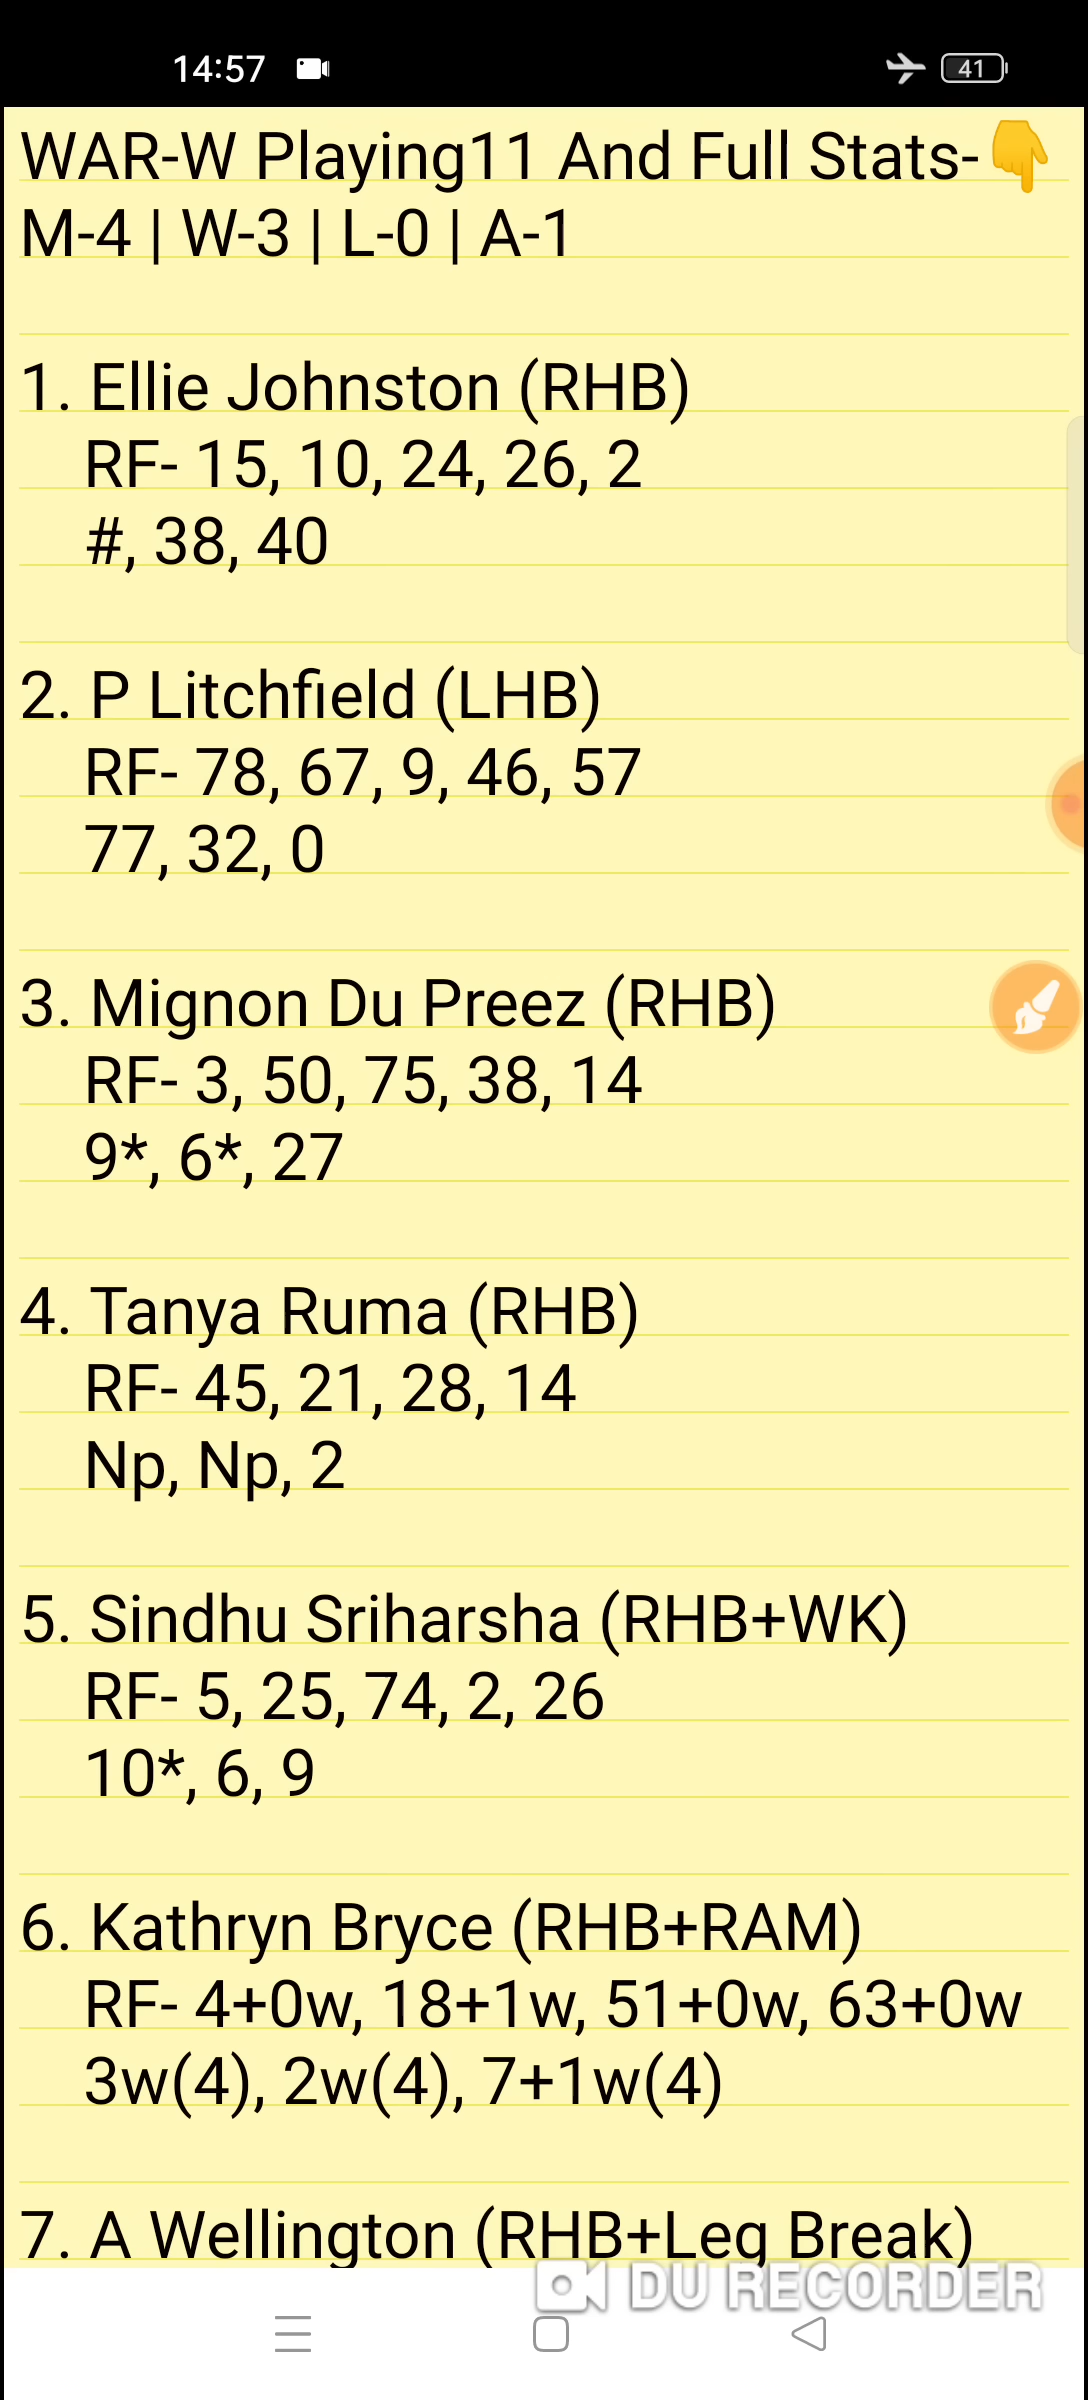 14:57
41
WAR-W Playing11 And Full Stats-👇
M-4 | W-3 | L-0 | A-1
1. Ellie Johnston (RHB)
RF- 15, 10, 24, 26, 2
#, 38, 40
2. P Litchfield (LHB)
RF- 78, 67, 9, 46, 57
77, 32, 0
3. Mignon Du Preez (RHB)
RF- 3, 50, 75, 38, 14
9*, 6*, 27
4. Tanya Ruma (RHB)
RF- 45, 21, 28, 14
Np, Np, 2
5. Sindhu Sriharsha (RHB+WK)
RF- 5, 25, 74, 2, 26
10*, 6, 9
6. Kathryn Bryce (RHB+RAM)
RF- 4+0w, 18+1w, 51+0w, 63+0w
3w(4), 2w(4), 7+1w(4)
7. A Wellington (RHB+Leg Break)
DU RECORDER